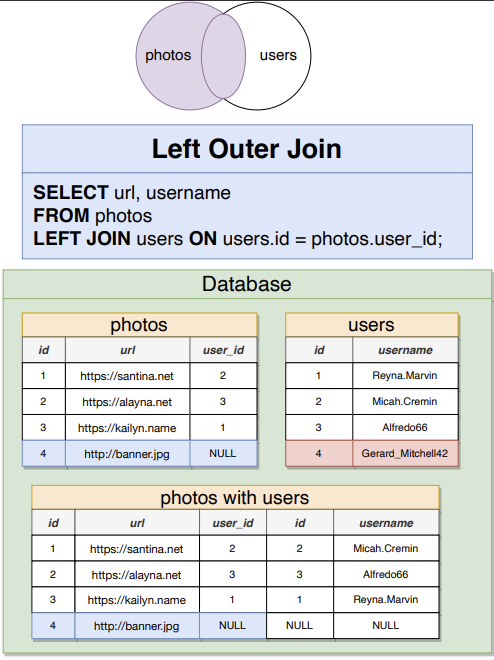 photos users
Left Outer Join
SELECT url, username
FROM photos
LEFT JOIN users ON users.id = photos.user_id;
Database
photos
id url user_id
1 https://santina.net 2
2 https://alayna.net 3
3 https://kailyn.name 1
4 http://banner.jpg NULL
users
id username
1 Reyna.Marvin
2 Micah.Cremin
3 Alfredo66
4 Gerard_Mitchell42
photos with users
id url user_id id username
1 https://santina.net 2 2 Micah.Cremin
2 https://alayna.net 3 3 Alfredo66
3 https://kailyn.name 1 1 Reyna.Marvin
4 http://banner.jpg NULL NULL NULL